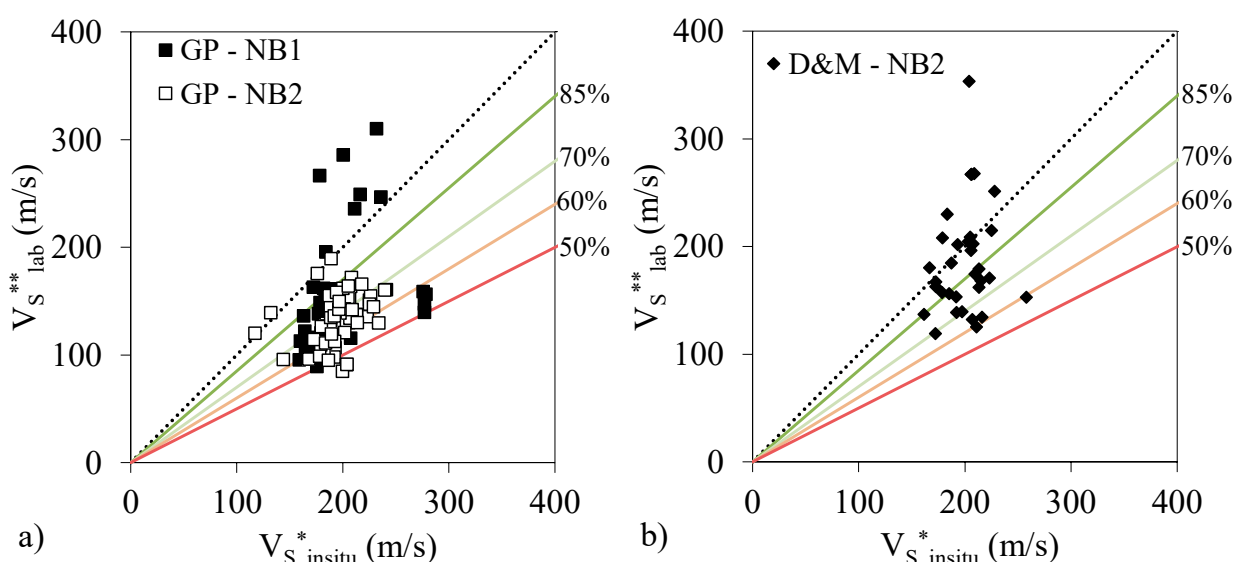 400
300
200
100
0
0 100 200 300 400
V_S^**_lab (m/s)
V_S^*_insitu (m/s)
GP - NB1
GP - NB2
85%
70%
60%
50%
a)
400
300
200
100
0
0 100 200 300 400
V_S^**_lab (m/s)
V_S^*_insitu (m/s)
D&M - NB2
85%
70%
60%
50%
b)